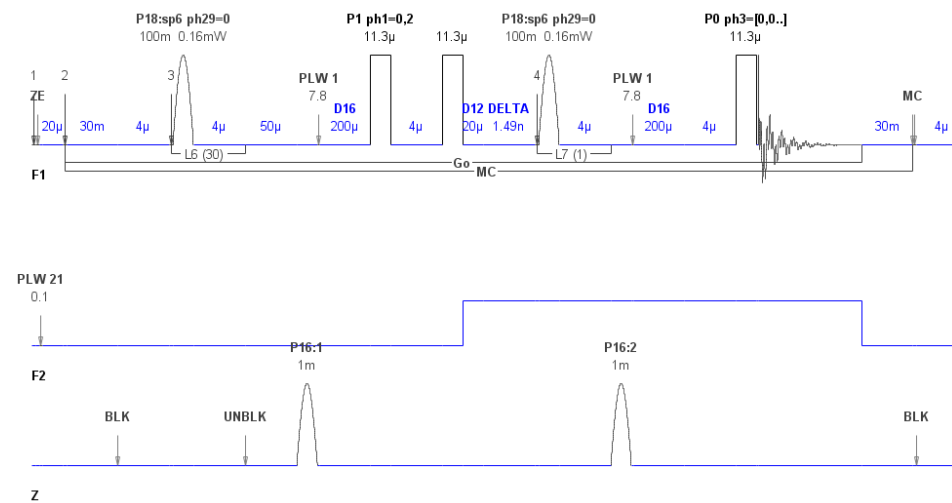 P18:sp6 ph29=0 P1 ph1=0,2 P18:sp6 ph29=0 P0 ph3=[0,0..]
100m 0.16mW 11.3µ 11.3µ 100m 0.16mW 11.3µ
1 2 3 PLW 1 4 PLW 1 MC
ZE 7.8 7.8
D16 D12 DELTA D16
20µ 30m 4µ 4µ 50µ 200µ 4µ 20µ 1.49n 4µ 200µ 4µ 30m 4µ
L6 (30) L7 (1)
Go
MC
F1
PLW 21
0.1
F2
P16:1 P16:2
1m 1m
BLK UNBLK BLK
Z